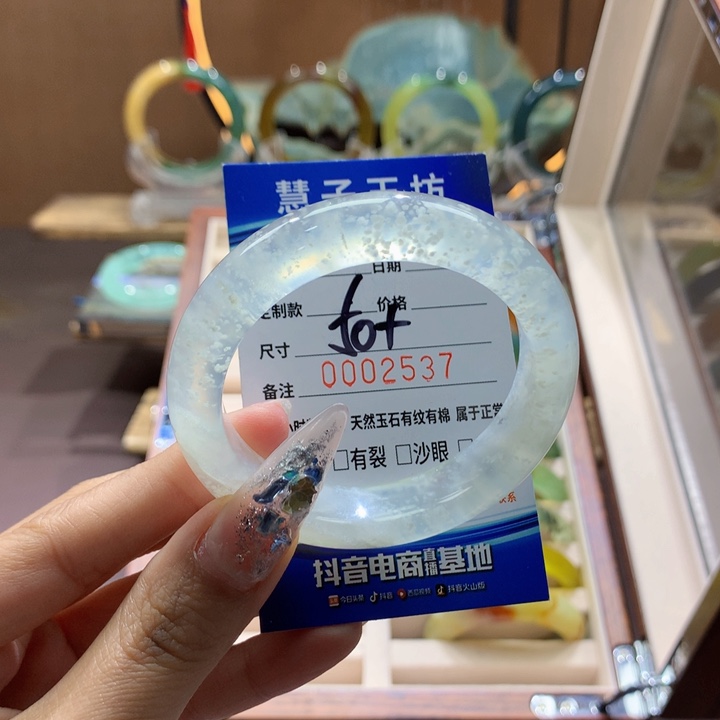 慧子玉坊
日期
定制款 价格
fot
尺寸
0002537
备注
天然玉石有纹有棉 属于正常
□有裂 □沙眼 □
抖音电商直播基地
今日头条 抖音 西瓜视频 抖音火山版